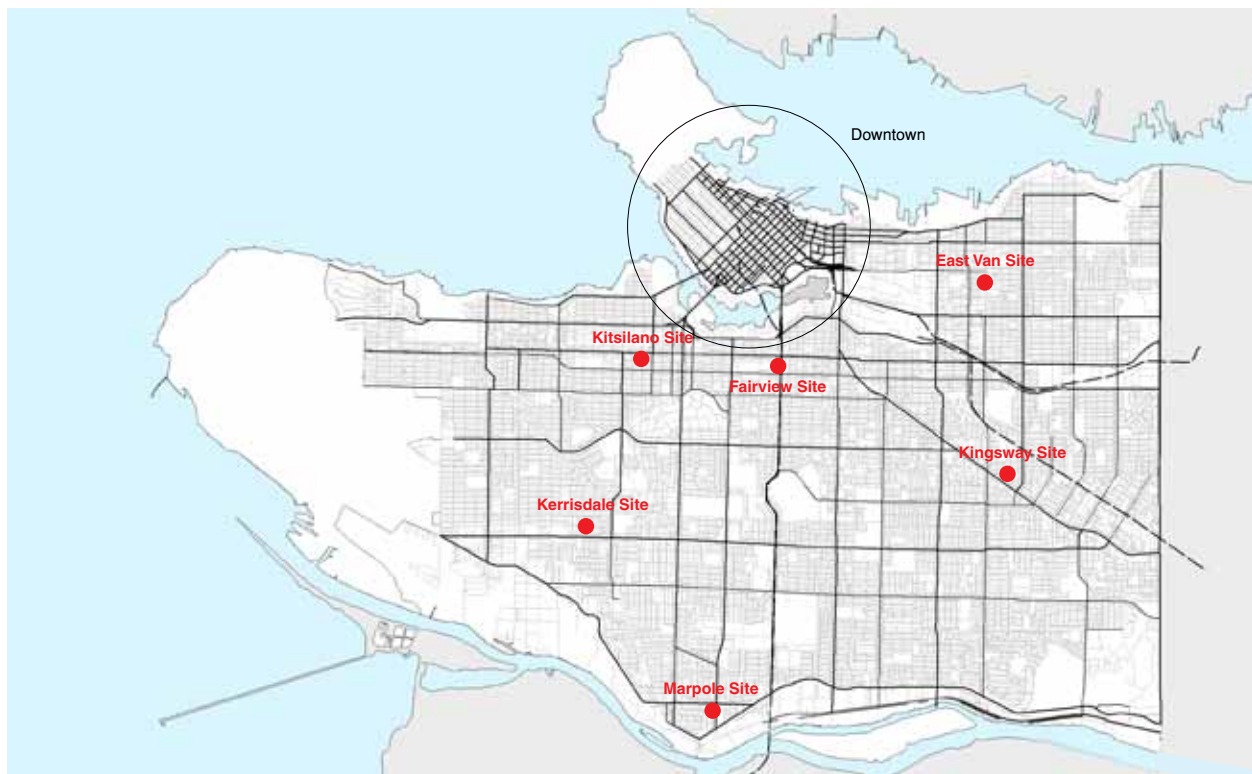 Downtown
East Van Site
Kitsilano Site
Fairview Site
Kingsway Site
Kerrisdale Site
Marpole Site